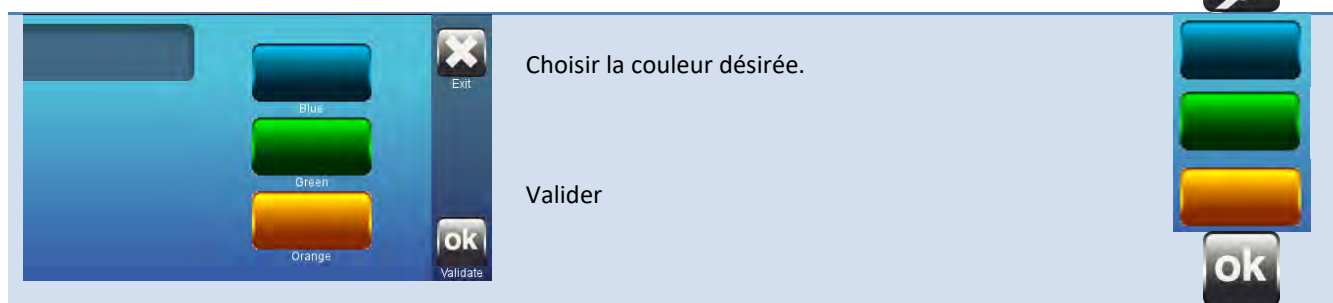 Blue
Green
Orange
Exit
ok
Validate
Choisir la couleur désirée.
Valider
ok